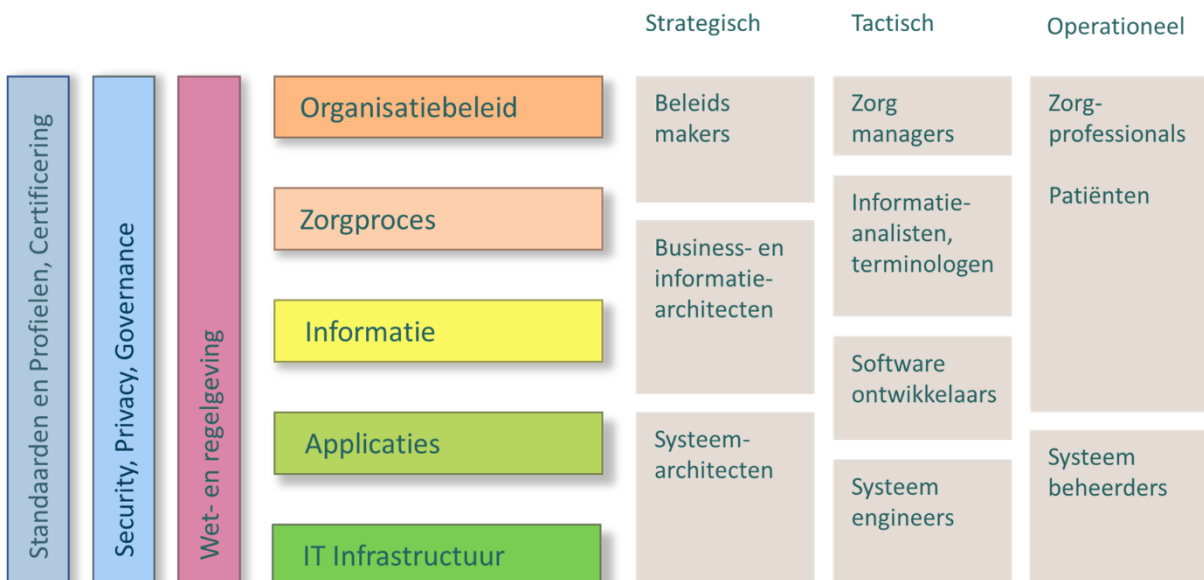 Strategisch
Tactisch
Operationeel
Standaarden en Profielen, Certificering
Security, Privacy, Governance
Wet- en regelgeving
Organisatiebeleid
Zorgproces
Informatie
Applicaties
IT Infrastructuur
Beleids
makers
Business- en
informatie-
architecten
Systeem-
architecten
Zorg
managers
Informatie-
analisten,
terminologen
Software
ontwikkelaars
Systeem
engineers
Zorg-
professionals
Patiënten
Systeem
beheerders